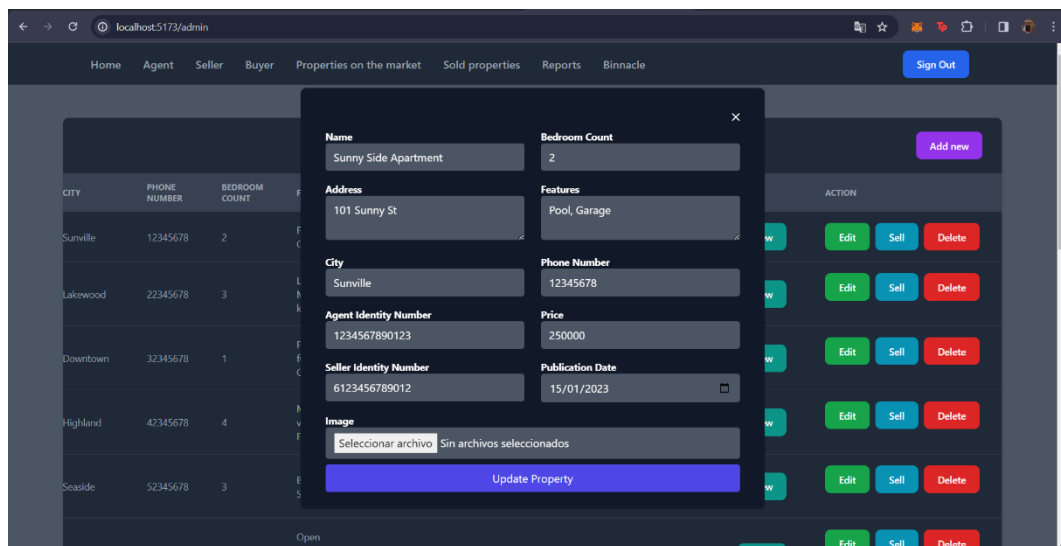 localhost:5173/admin
Home Agent Seller Buyer Properties on the market Sold properties Reports Binnacle Sign Out
Add new
CITY PHONE NUMBER BEDROOM COUNT ACTION
Sunville 12345678 2 Edit Sell Delete
Lakewood 22345678 3 Edit Sell Delete
Downtown 32345678 1 Edit Sell Delete
Highland 42345678 4 Edit Sell Delete
Seaside 52345678 3 Edit Sell Delete
Open Edit Sell Delete
×
Name Bedroom Count
Sunny Side Apartment 2
Address Features
101 Sunny St Pool, Garage
City Phone Number
Sunville 12345678
Agent Identity Number Price
1234567890123 250000
Seller Identity Number Publication Date
6123456789012 15/01/2023
Image
Seleccionar archivo Sin archivos seleccionados
Update Property